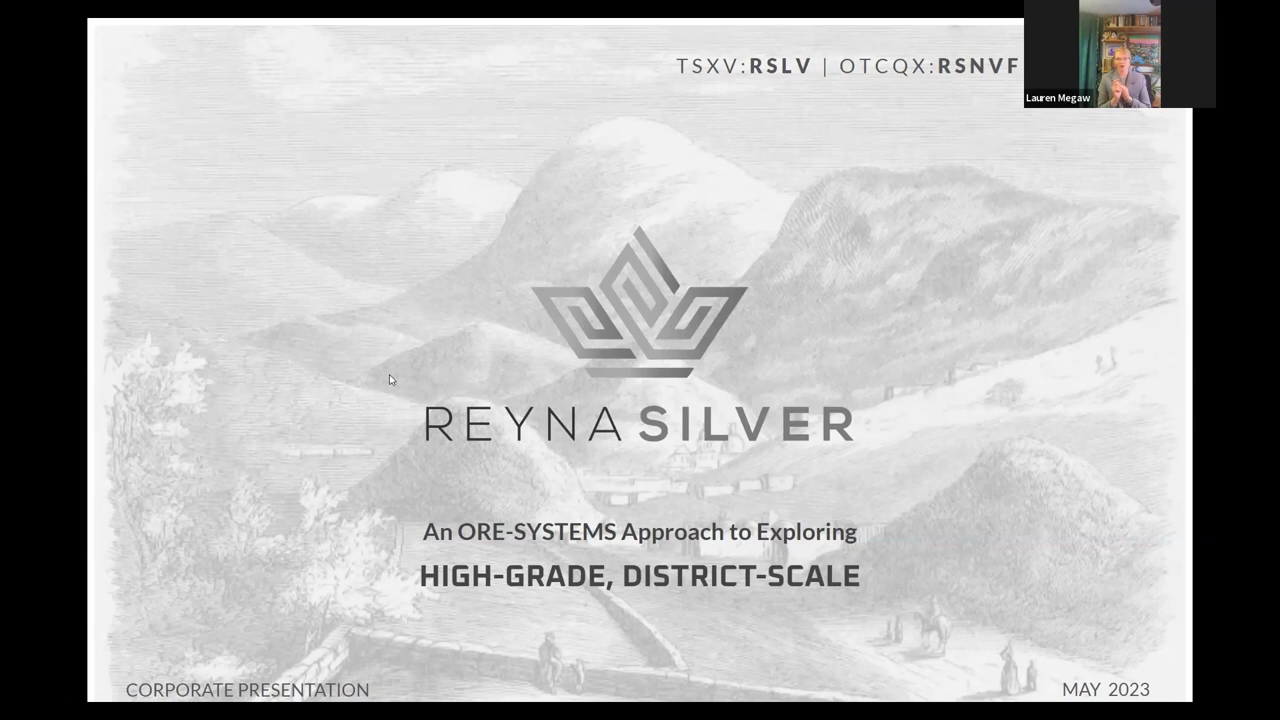 TSXV:RSLV | OTCQX:RSNVF
Lauren Megaw
REYNA SILVER
An ORE-SYSTEMS Approach to Exploring
HIGH-GRADE, DISTRICT-SCALE
CORPORATE PRESENTATION
MAY 2023